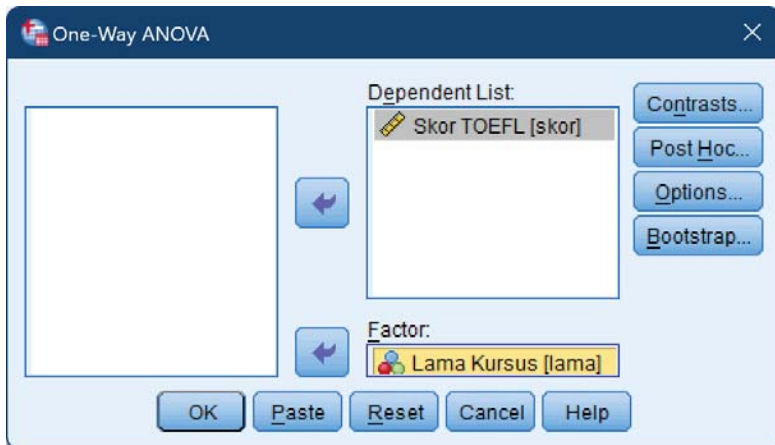 One-Way ANOVA
Dependent List:
Skor TOEFL [skor]
Contrasts...
Post Hoc...
Options...
Bootstrap...
Factor:
Lama Kursus [lama]
OK Paste Reset Cancel Help